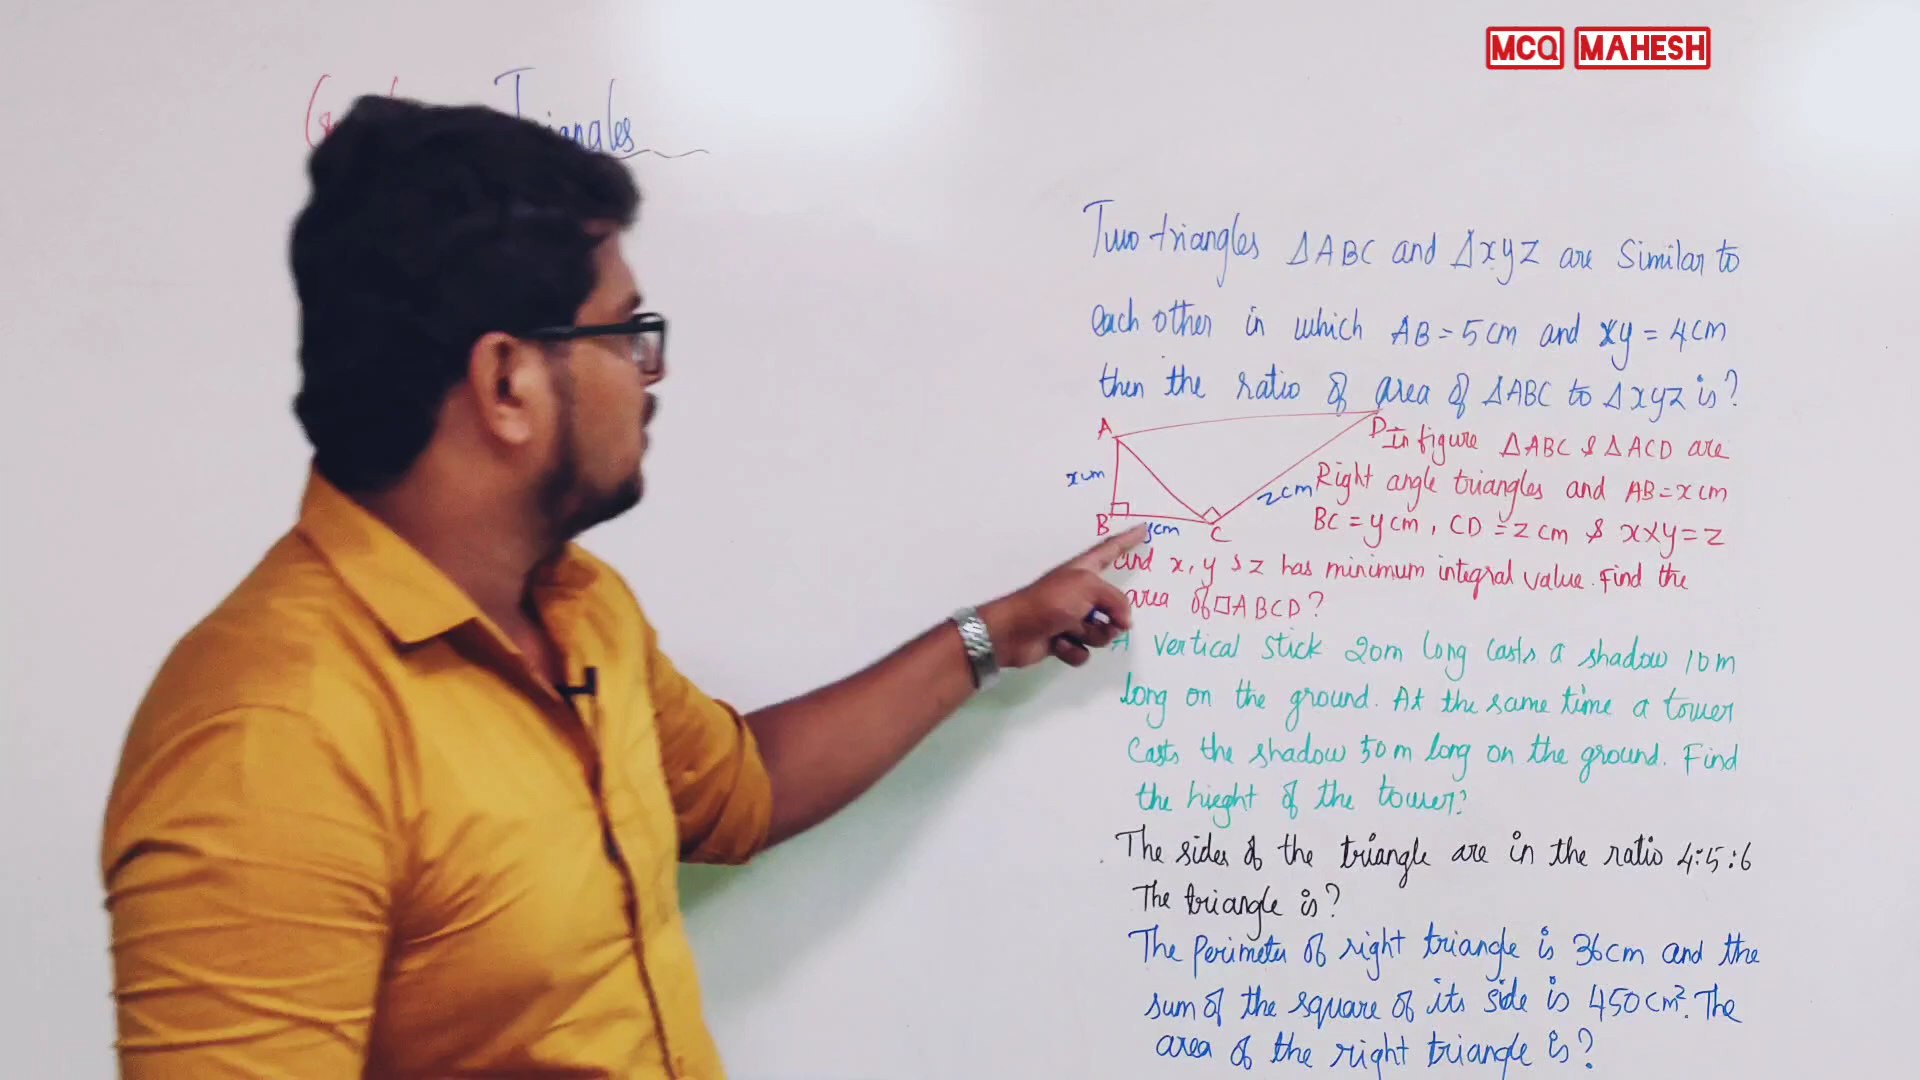 MCQ MAHESH
Triangles
Two triangles ΔABC and Δxyz are Similar to
each other in which AB = 5cm and xy = 4cm
then the ratio of area of ΔABC to Δxyz is?
A
D In figure ΔABC & ΔACD are
x cm
z cm Right angle triangles and AB = x cm
B y cm C BC = y cm, CD = z cm & x×y = z
and x, y & z has minimum integral value. Find the
area of □ABCD?
A vertical stick 20m long casts a shadow 10m
long on the ground. At the same time a tower
Casts the shadow 50m long on the ground. Find
the hieght of the tower?
The sides of the triangle are in the ratio 4:5:6
The triangle is?
The perimeter of right triangle is 36cm and the
sum of the square of its side is 450cm². The
area of the right triangle is?